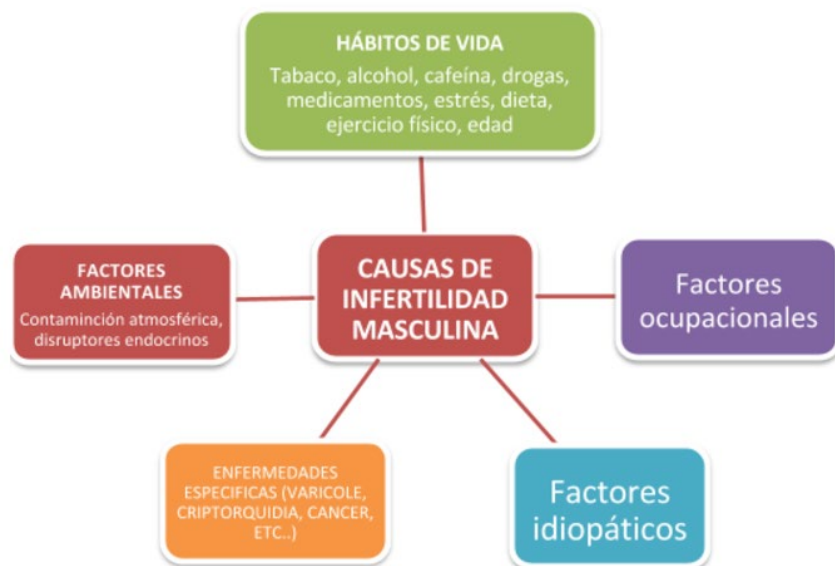 HÁBITOS DE VIDA
Tabaco, alcohol, cafeína, drogas,
medicamentos, estrés, dieta,
ejercicio físico, edad
FACTORES
AMBIENTALES
Contaminción atmosférica,
disruptores endocrinos
CAUSAS DE
INFERTILIDAD
MASCULINA
Factores
ocupacionales
ENFERMEDADES
ESPECIFICAS (VARICOLE,
CRIPTORQUIDIA, CANCER,
ETC..)
Factores
idiopáticos